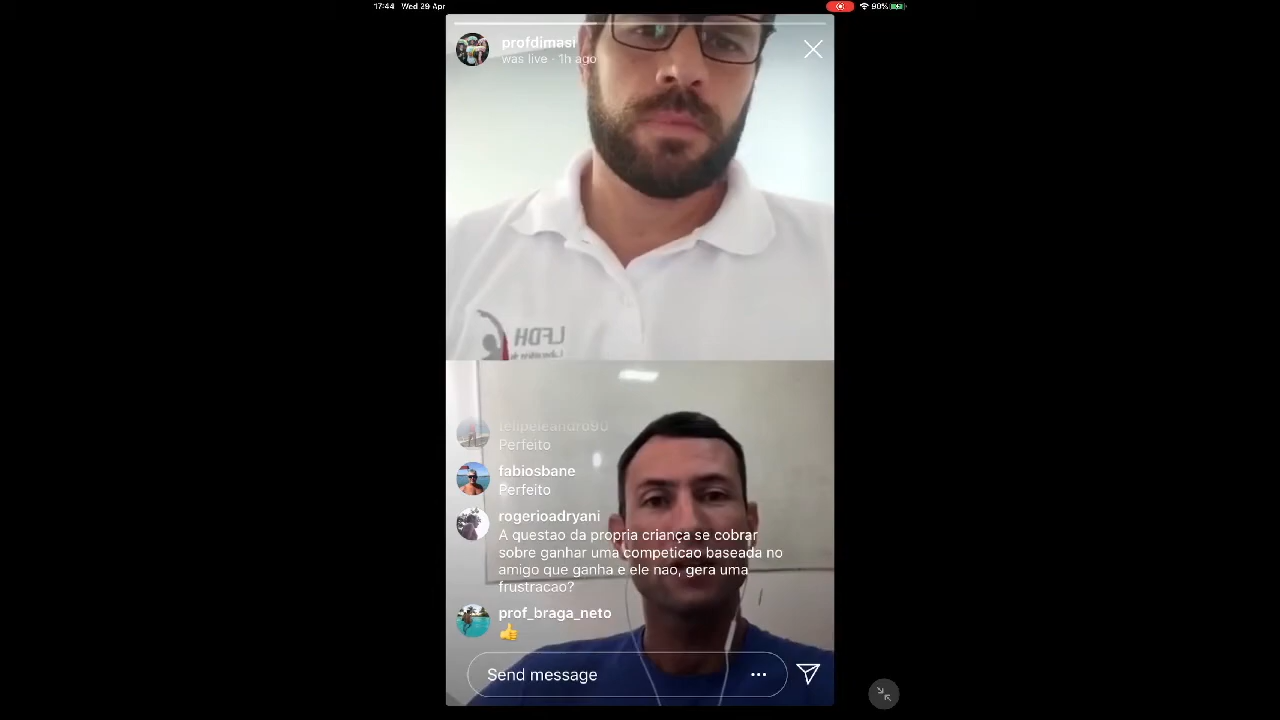 17:44 Wed 29 Apr
90%
profdimasi
was live · 1h ago
LFDH
felipeleandro90
Perfeito
fabiosbane
Perfeito
rogerioadryani
A questao da propria criança se cobrar
sobre ganhar uma competicao baseada no
amigo que ganha e ele nao, gera uma
frustracao?
prof_braga_neto
👍
Send message